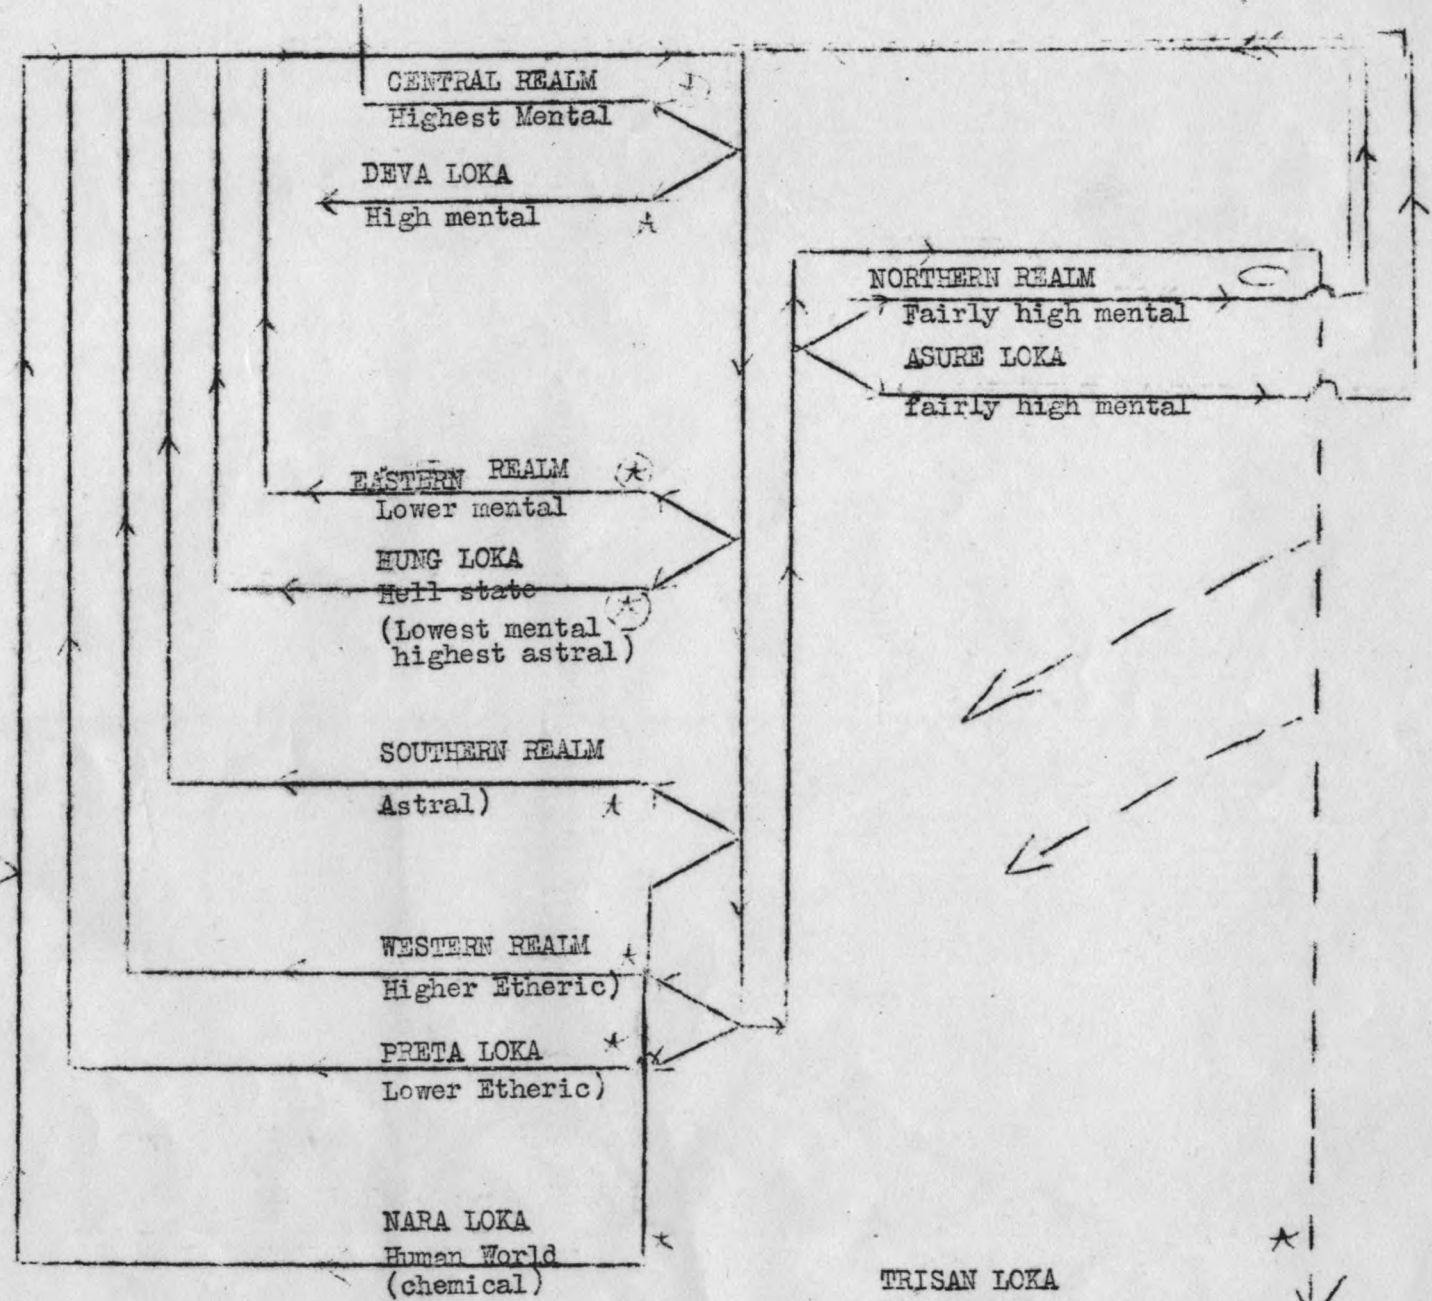 CENTRAL REALM
Highest Mental
DEVA LOKA
High mental
NORTHERN REALM
Fairly high mental
ASURE LOKA
fairly high mental
EASTERN REALM
Lower mental
HUNG LOKA
Hell state
(Lowest mental
highest astral)
SOUTHERN REALM
Astral)
WESTERN REALM
Higher Etheric)
PRETA LOKA
Lower Etheric)
NARA LOKA
Human World
(chemical)
TRISAN LOKA